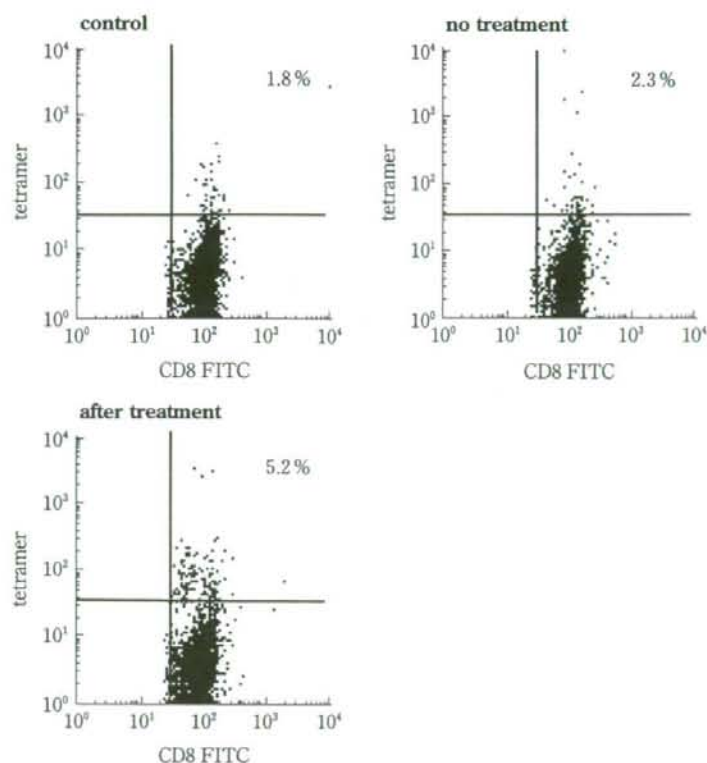 control
10⁴
1.8 %
10³
tetramer
10²
10¹
10⁰
10⁰ 10¹ 10² 10³ 10⁴
CD8 FITC
no treatment
10⁴
2.3 %
10³
tetramer
10²
10¹
10⁰
10⁰ 10¹ 10² 10³ 10⁴
CD8 FITC
after treatment
10⁴
5.2 %
10³
tetramer
10²
10¹
10⁰
10⁰ 10¹ 10² 10³ 10⁴
CD8 FITC